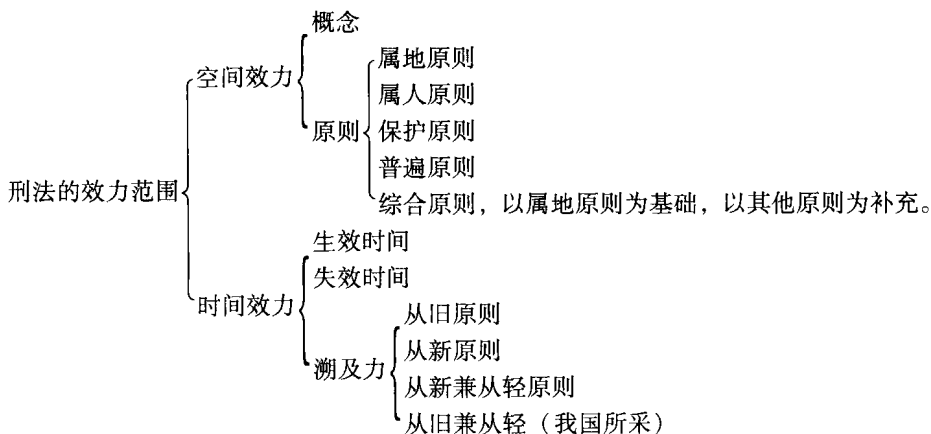 概念
属地原则
空间效力
属人原则
原则
保护原则
普遍原则
刑法的效力范围
综合原则，以属地原则为基础，以其他原则为补充。
生效时间
失效时间
时间效力
从旧原则
从新原则
溯及力
从新兼从轻原则
从旧兼从轻（我国所采）